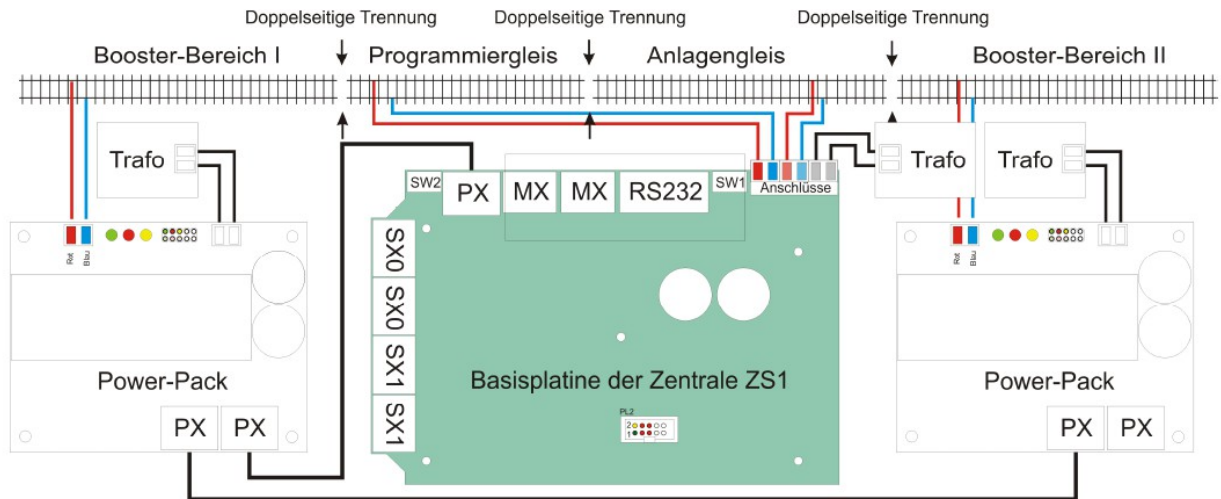 Doppelseitige Trennung
Doppelseitige Trennung
Doppelseitige Trennung
Booster-Bereich I
Programmiergleis
Anlagengleis
Booster-Bereich II
Trafo
Trafo
Trafo
SW2
PX
MX
MX
RS232
SW1
Anschlüsse
Rot
Blau
Rot
Blau
SX0
SX0
SX1
SX1
Power-Pack
Basisplatine der Zentrale ZS1
Power-Pack
PL2
2
1
PX
PX
PX
PX